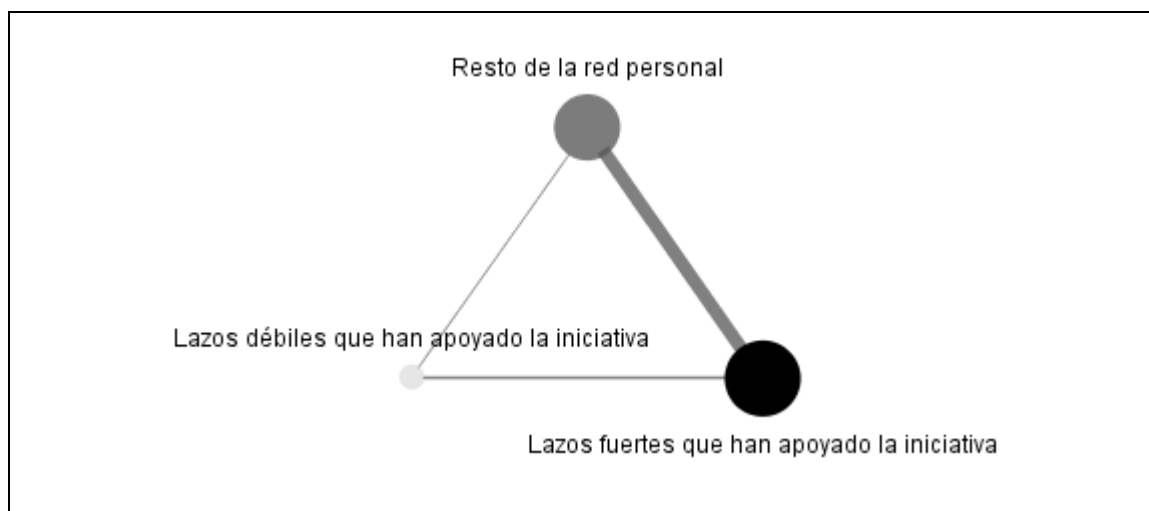 Resto de la red personal
Lazos débiles que han apoyado la iniciativa
Lazos fuertes que han apoyado la iniciativa